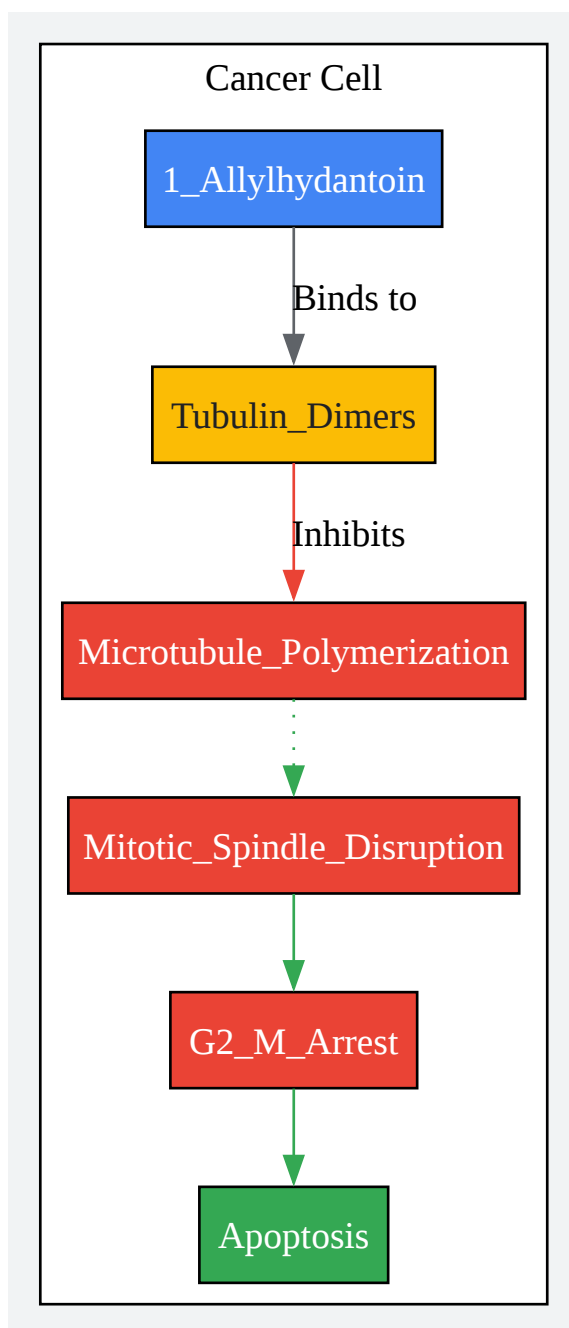 Cancer Cell
1_Allylhydantoin
Binds to
Tubulin_Dimers
Inhibits
Microtubule_Polymerization
Mitotic_Spindle_Disruption
G2_M_Arrest
Apoptosis